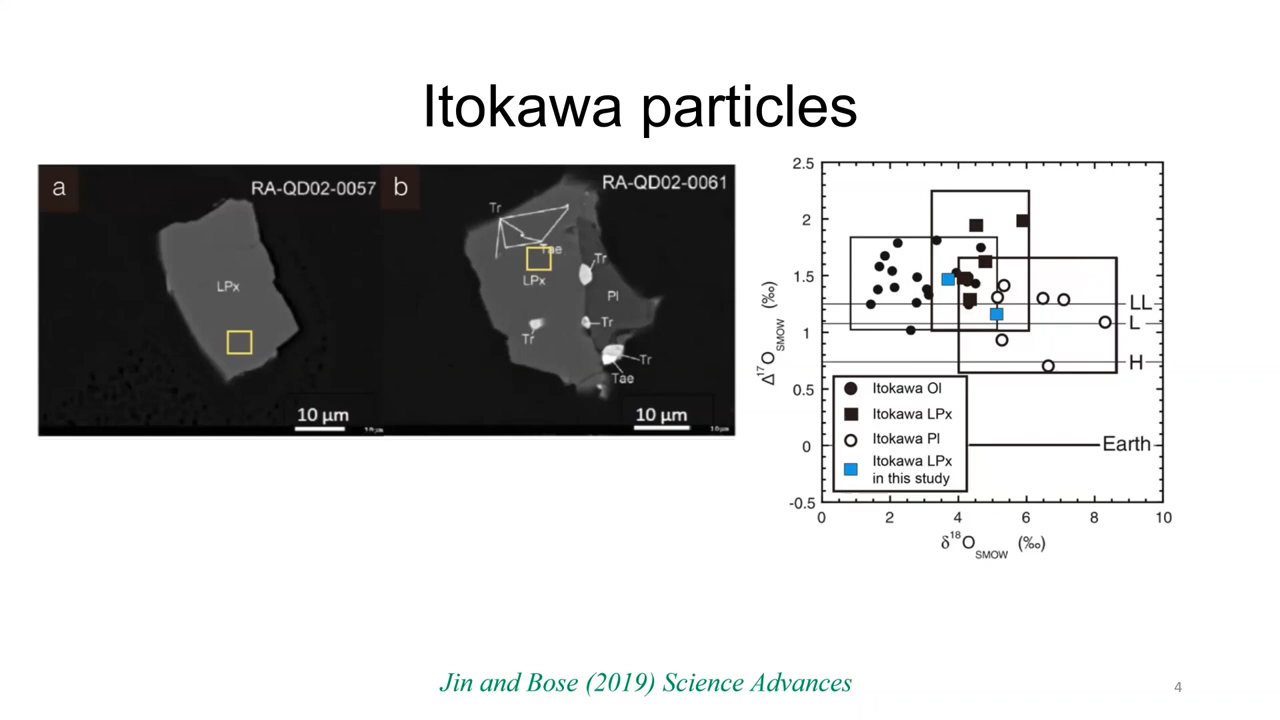 Itokawa particles
a
RA-QD02-0057
LPx
10 µm
b
RA-QD02-0061
Tr
Tae
LPx
Tr
Pl
Tr
Tr
Tr
Tae
10 µm
2.5
2
1.5
1
0.5
0
-0.5
Δ¹⁷O SMOW (‰)
LL
L
H
Earth
Itokawa Ol
Itokawa LPx
Itokawa Pl
Itokawa LPx
in this study
0 2 4 6 8 10
δ¹⁸O SMOW (‰)
Jin and Bose (2019) Science Advances
4